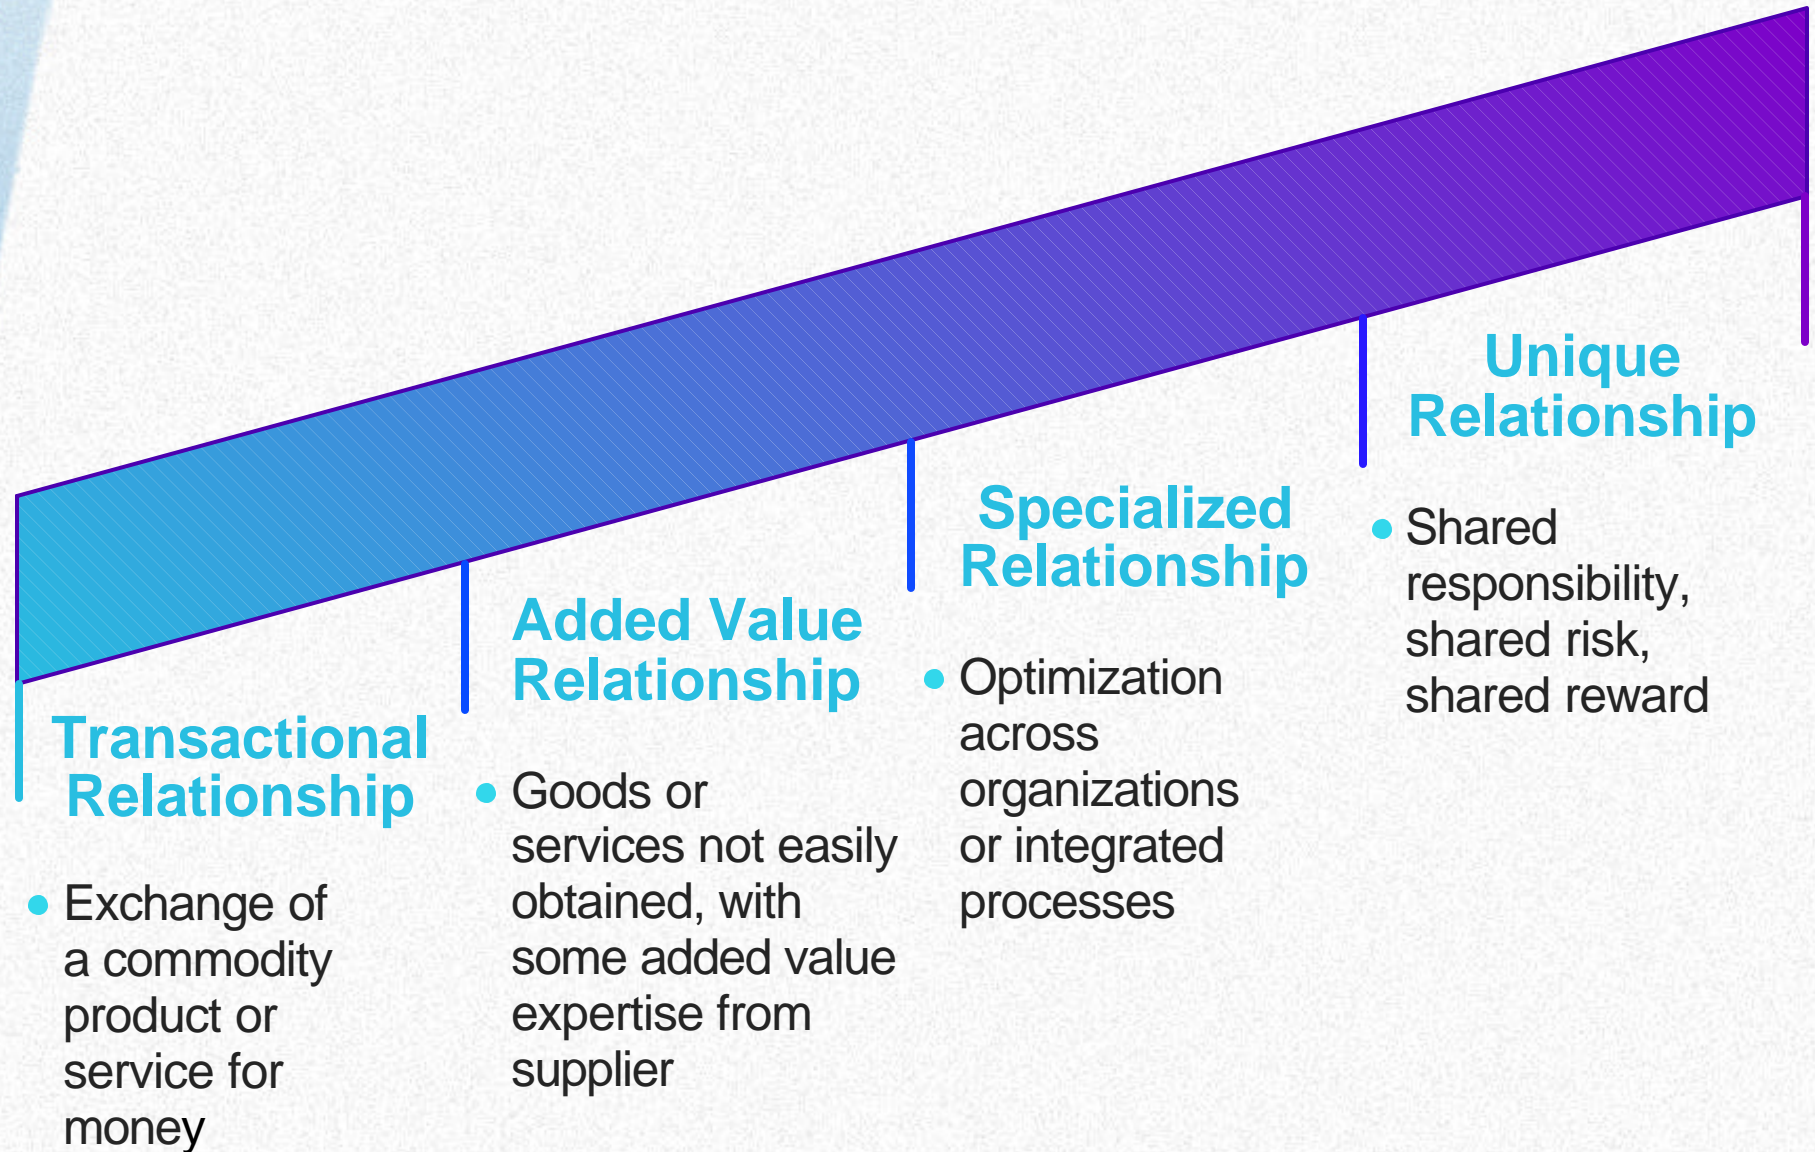 Transactional
Relationship
• Exchange of
a commodity
product or
service for
money
Added Value
Relationship
• Goods or
services not easily
obtained, with
some added value
expertise from
supplier
Specialized
Relationship
• Optimization
across
organizations
or integrated
processes
Unique
Relationship
• Shared
responsibility,
shared risk,
shared reward